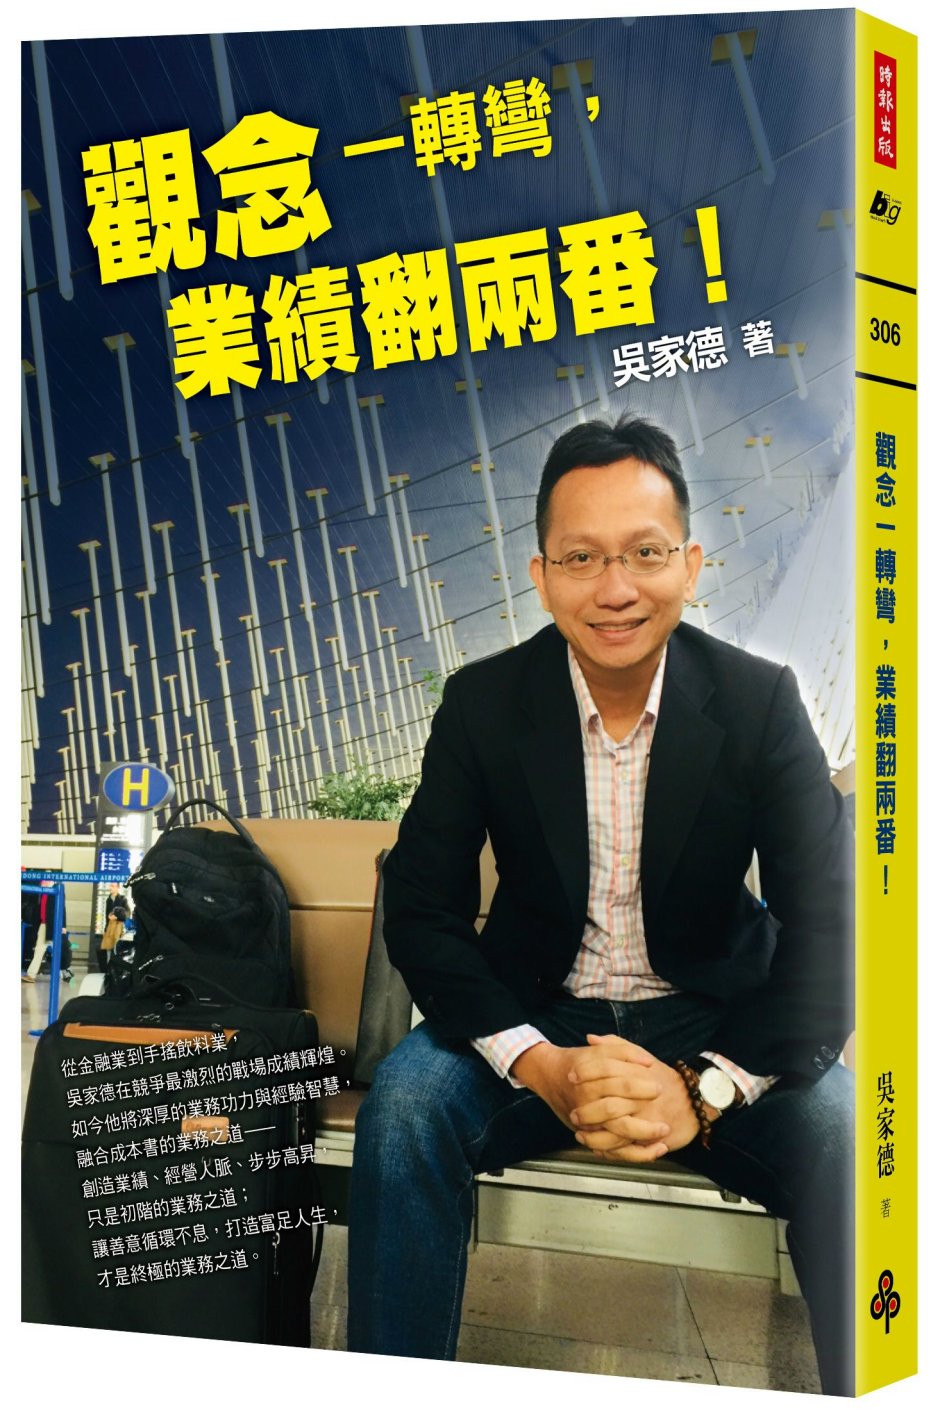 觀念一轉彎，
業績翻兩番！
吳家德 著
H
DONG INTERNATIONAL AIRPORT
從金融業到手搖飲料業，
吳家德在競爭最激烈的戰場成績輝煌。
如今他將深厚的業務功力與經驗智慧，
融合成本書的業務之道——
創造業績、經營人脈、步步高昇，
只是初階的業務之道；
讓善意循環不息，打造富足人生，
才是終極的業務之道。
時報出版
big
306
觀念一轉彎，業績翻兩番！
吳家德 著